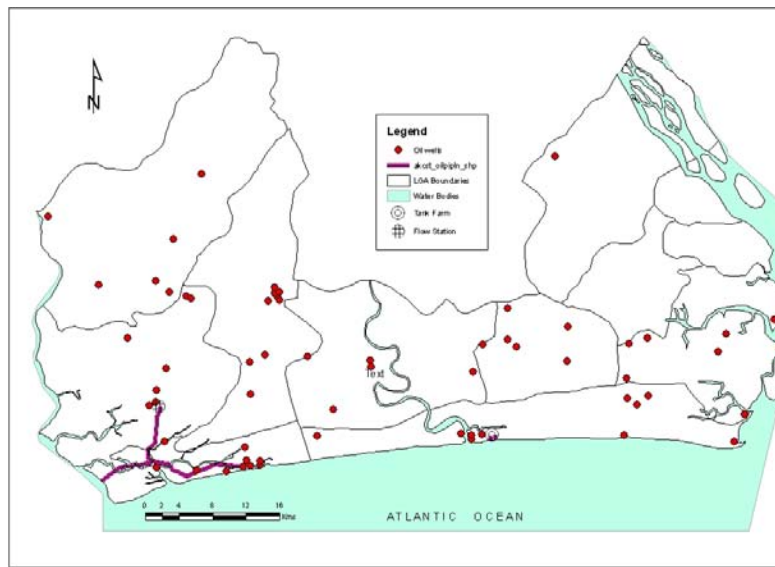 N
Legend
Oil wells
akcst_oilpipln_shp
LGA Boundaries
Water Bodies
Tank Farm
Flow Station
Text
0 2 4 8 12 16
Kms
ATLANTIC OCEAN